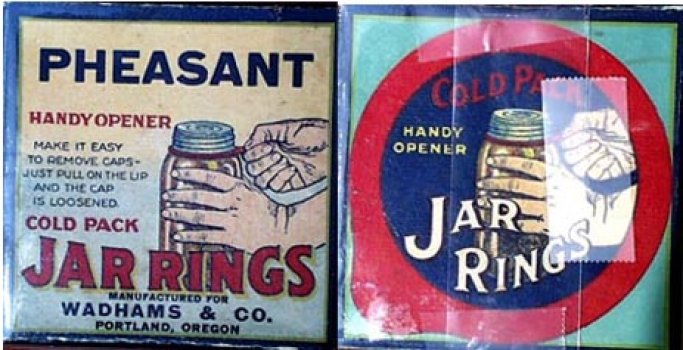 PHEASANT
HANDY OPENER
MAKE IT EASY
TO REMOVE CAPS-
JUST PULL ON THE LIP
AND THE CAP
IS LOOSENED.
COLD PACK
JAR RINGS
MANUFACTURED FOR
WADHAMS & CO.
PORTLAND, OREGON
COLD PACK
HANDY
OPENER
JAR
RINGS